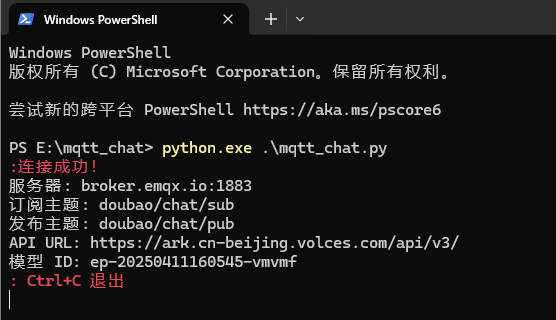 Windows PowerShell
Windows PowerShell
版权所有 (C) Microsoft Corporation。保留所有权利。
尝试新的跨平台 PowerShell https://aka.ms/pscore6
PS E:\mqtt_chat> python.exe .\mqtt_chat.py
:连接成功!
服务器: broker.emqx.io:1883
订阅主题: doubao/chat/sub
发布主题: doubao/chat/pub
API URL: https://ark.cn-beijing.volces.com/api/v3/
模型 ID: ep-20250411160545-vmvmf
: Ctrl+C 退出